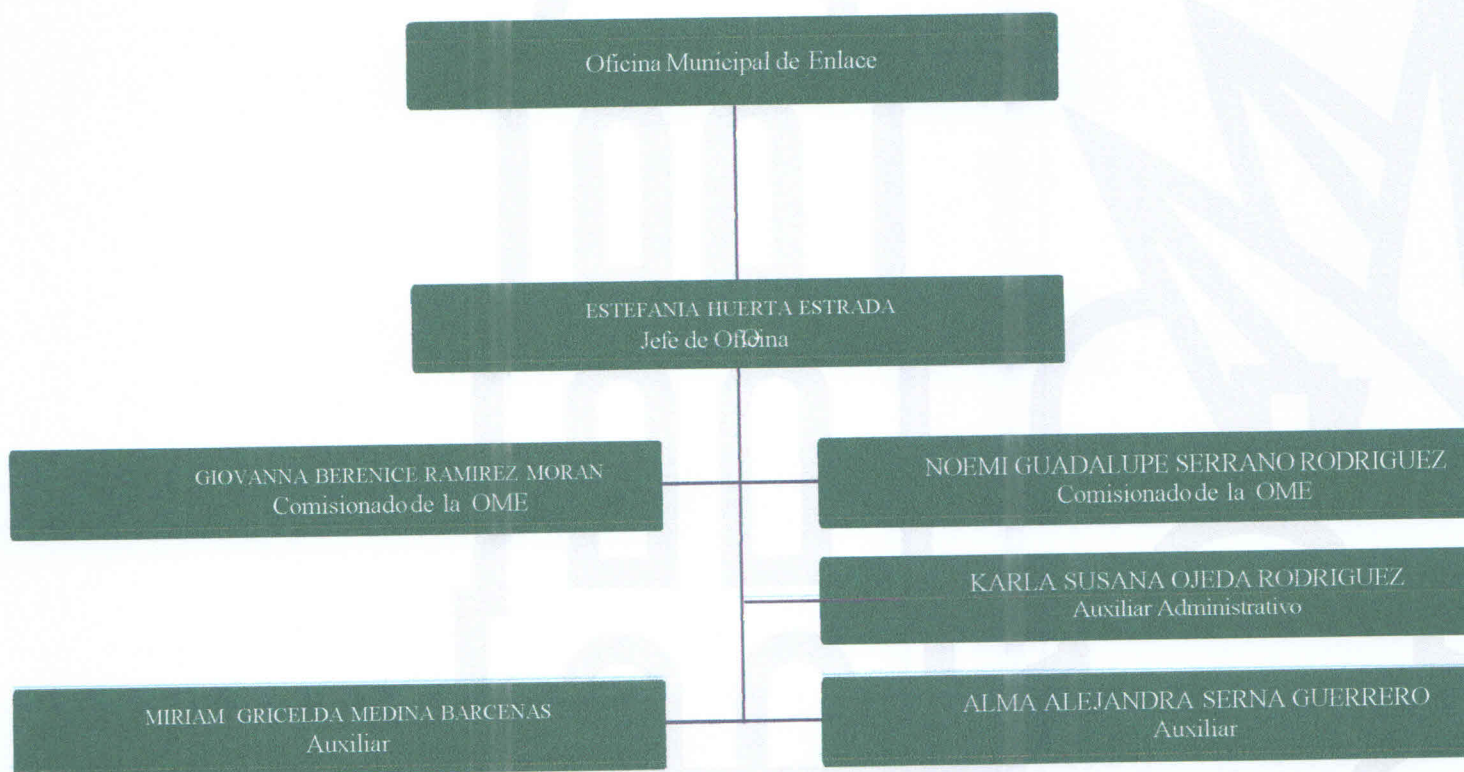 Oficina Municipal de Enlace
ESTEFANIA HUERTA ESTRADA
Jefe de Oficina
GIOVANNA BERENICE RAMIREZ MORAN
Comisionado de la OME
NOEMI GUADALUPE SERRANO RODRIGUEZ
Comisionado de la OME
KARLA SUSANA OJEDA RODRIGUEZ
Auxiliar Administrativo
MIRIAM GRICELDA MEDINA BARCENAS
Auxiliar
ALMA ALEJANDRA SERNA GUERRERO
Auxiliar